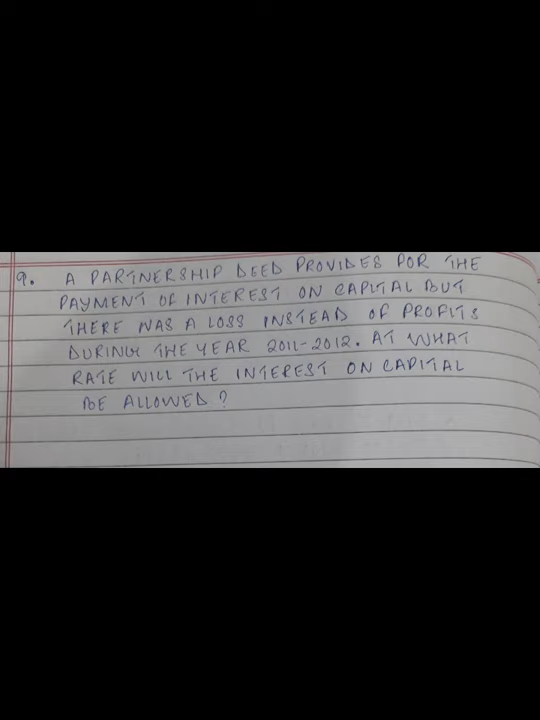 9. A PARTNERSHIP DEED PROVIDES FOR THE
PAYMENT OF INTEREST ON CAPITAL BUT
THERE WAS A LOSS INSTEAD OF PROFITS
DURING THE YEAR 2011-2012. AT WHAT
RATE WILL THE INTEREST ON CAPITAL
BE ALLOWED?